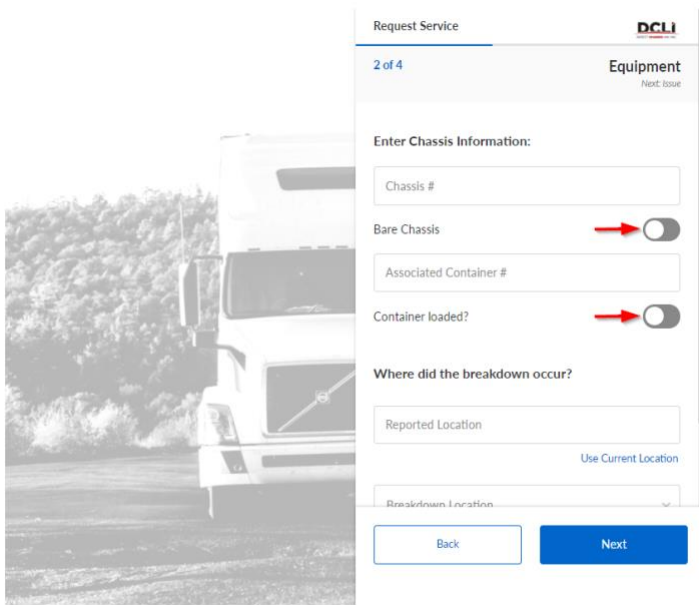 Request Service
DCLI
2 of 4
Equipment
Next: Issue
Enter Chassis Information:
Chassis #
Bare Chassis
Associated Container #
Container loaded?
Where did the breakdown occur?
Reported Location
Use Current Location
Breakdown Location
Back
Next